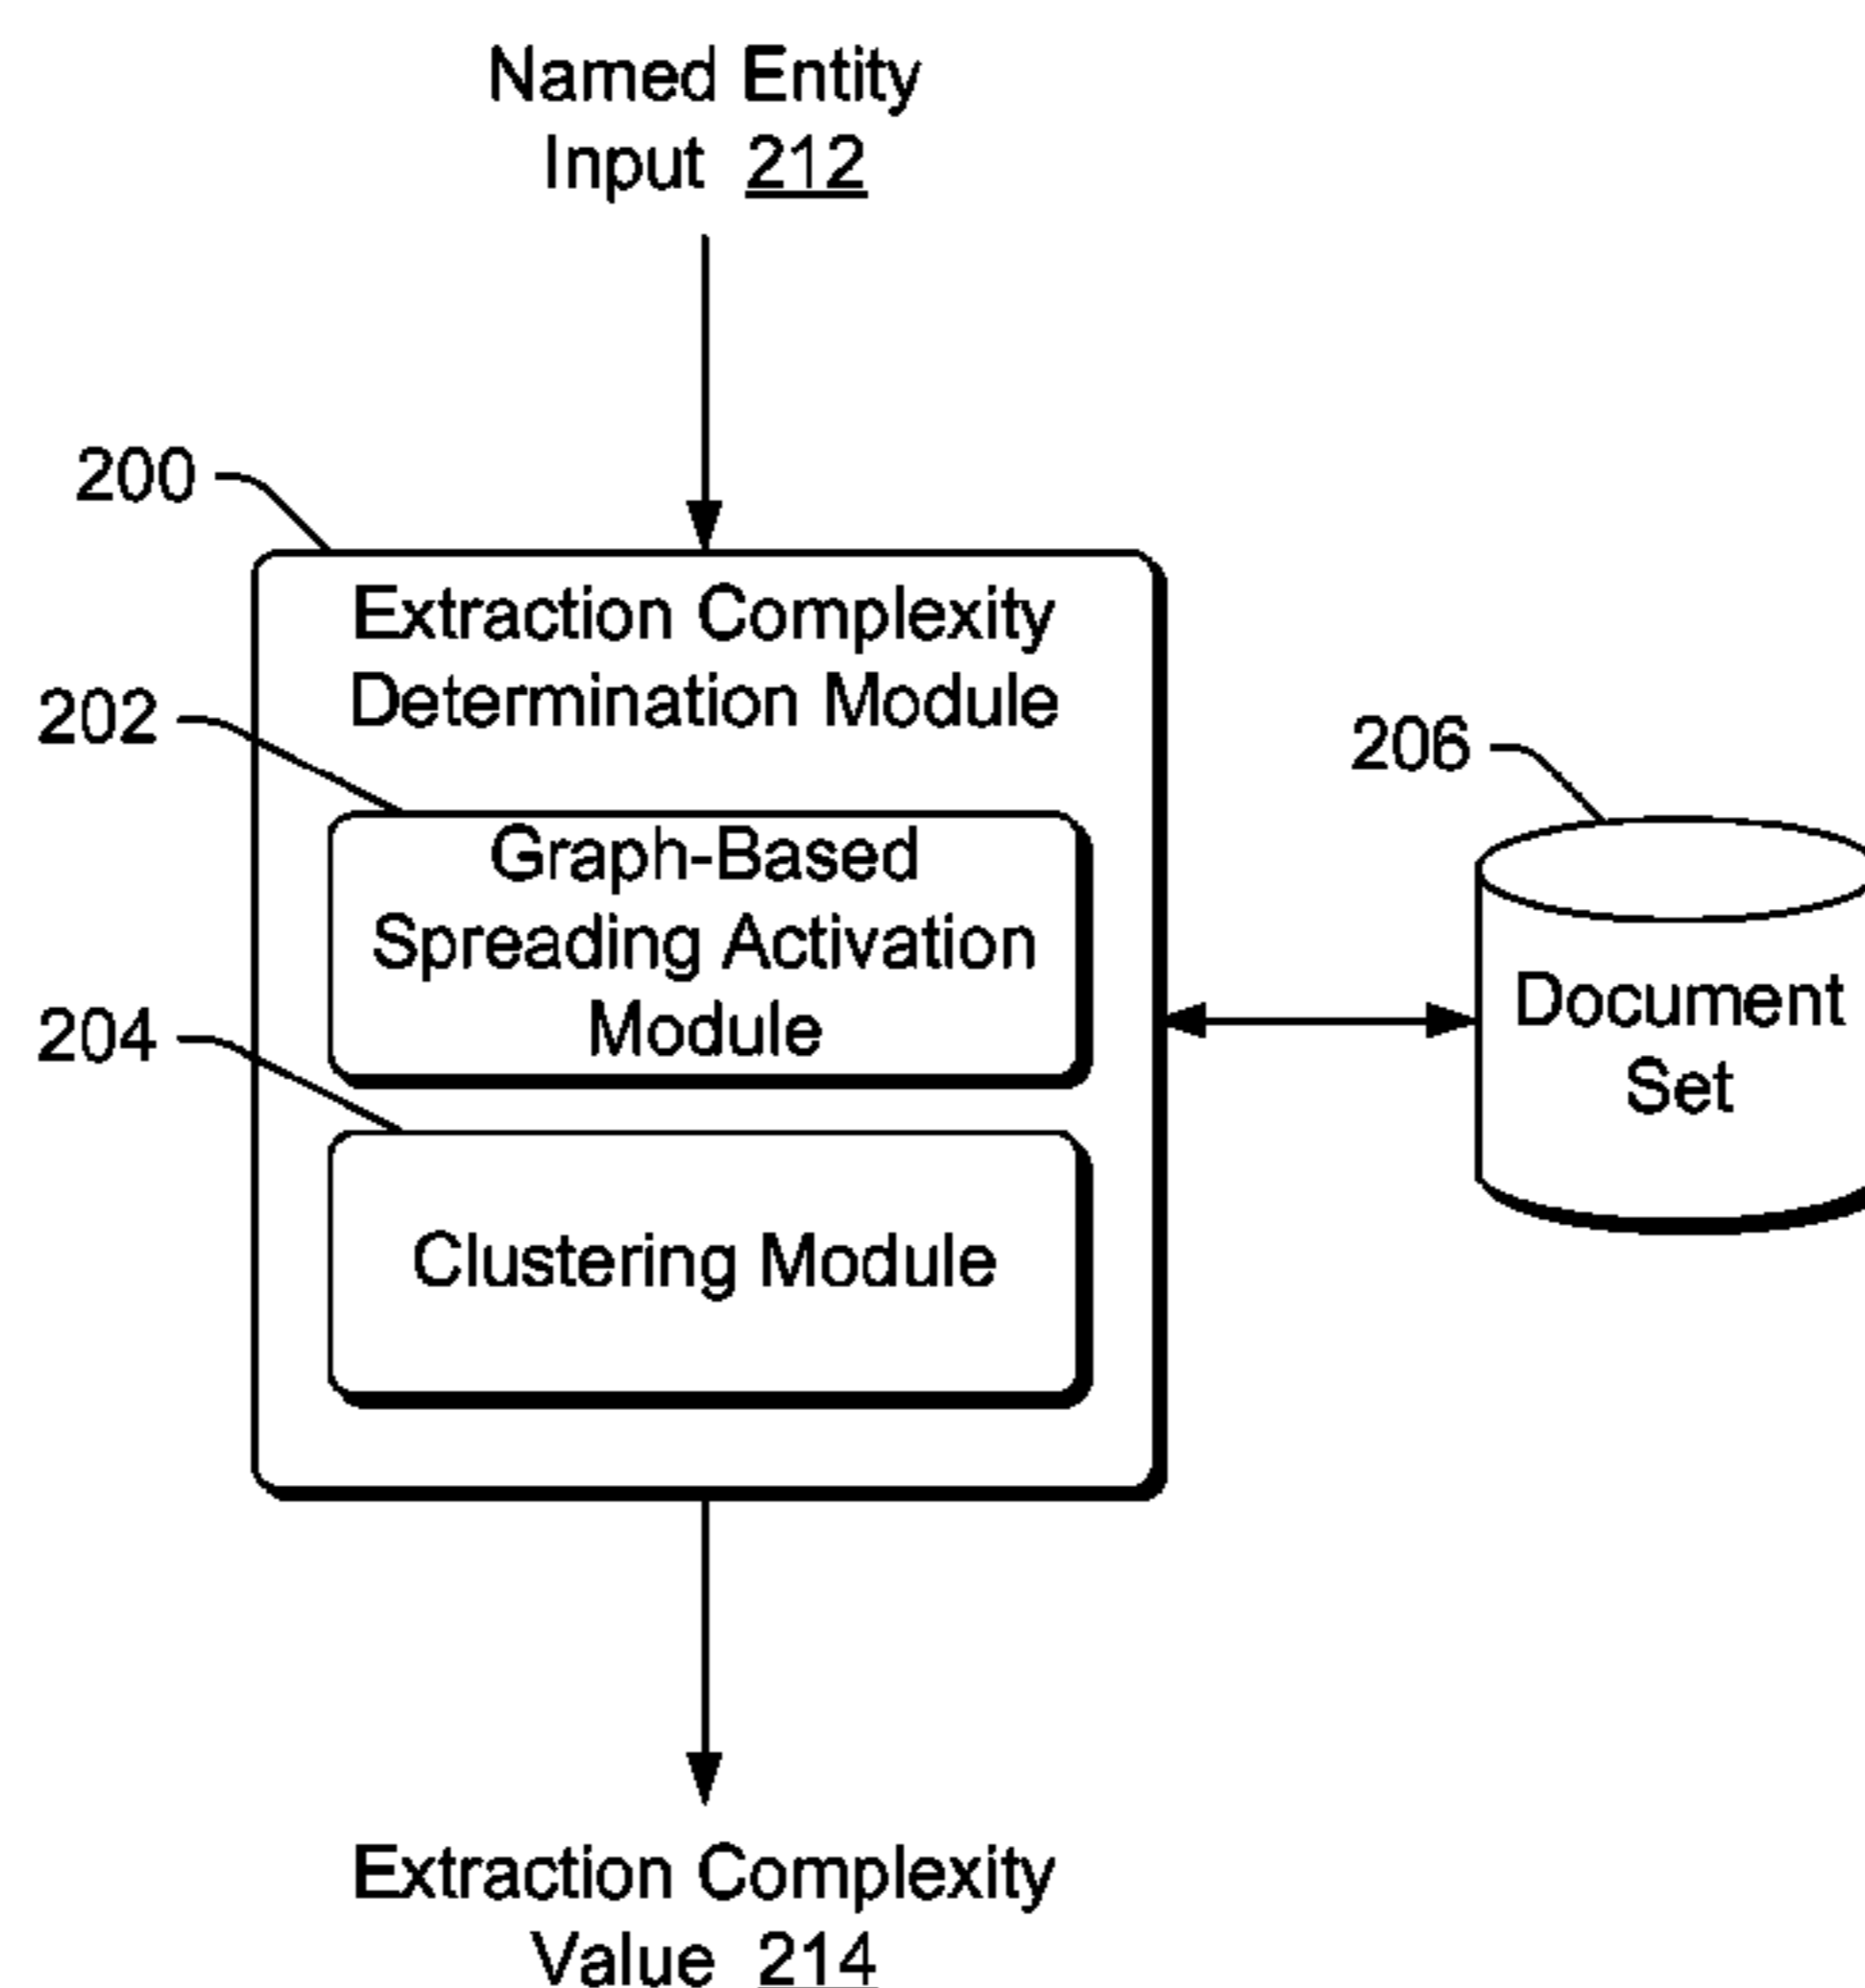 Named Entity
Input 212
200
Extraction Complexity
Determination Module
202
Graph-Based
Spreading Activation
Module
206
Document
Set
204
Clustering Module
Extraction Complexity
Value 214